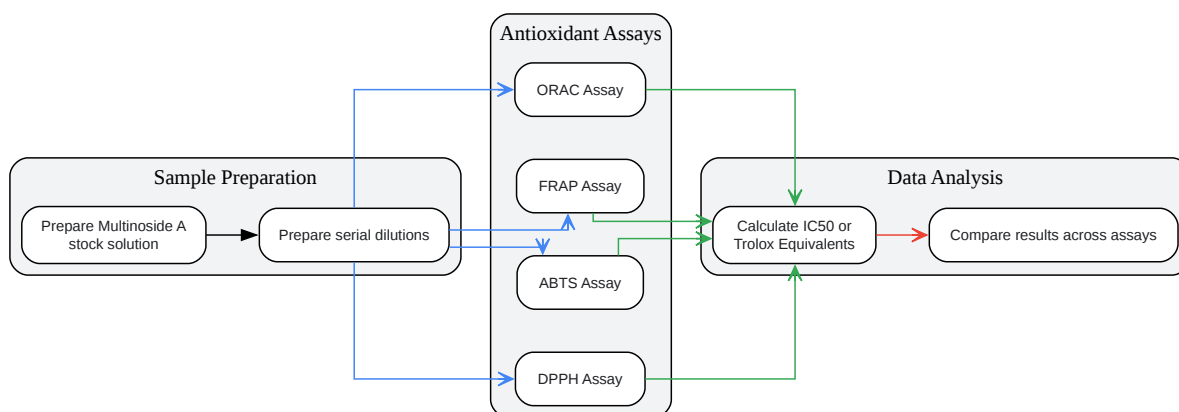 Sample Preparation
Prepare Multinoside A
stock solution
Prepare serial dilutions
Antioxidant Assays
ORAC Assay
FRAP Assay
ABTS Assay
DPPH Assay
Data Analysis
Calculate IC50 or
Trolox Equivalents
Compare results across assays